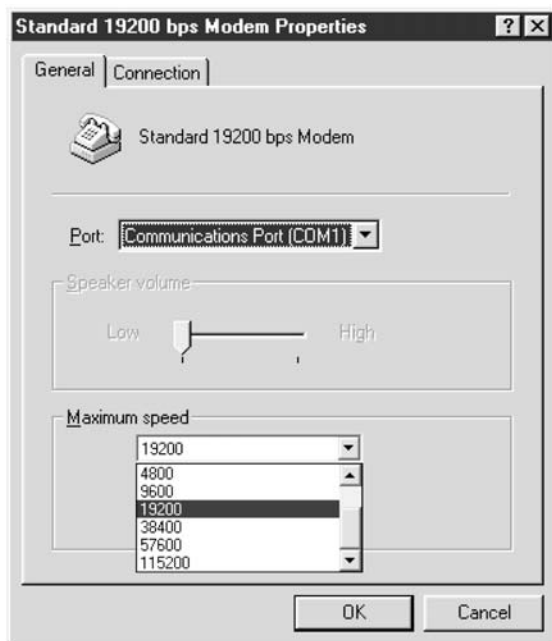 Standard 19200 bps Modem Properties
General Connection
Standard 19200 bps Modem
Port: Communications Port (COM1)
Speaker volume
Low High
Maximum speed
19200
4800
9600
19200
38400
57600
115200
OK Cancel